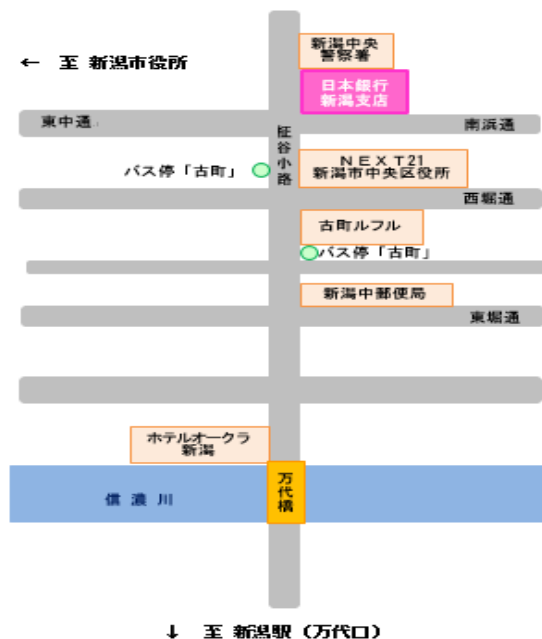 新潟中央
警察署
← 至 新潟市役所
日本銀行
新潟支店
東中通
南浜通
柾谷小路
NEXT21
新潟市中央区役所
バス停「古町」
西堀通
古町ルフル
バス停「古町」
新潟中郵便局
東堀通
ホテルオークラ
新潟
万代橋
信濃川
↓ 至 新潟駅（万代口）